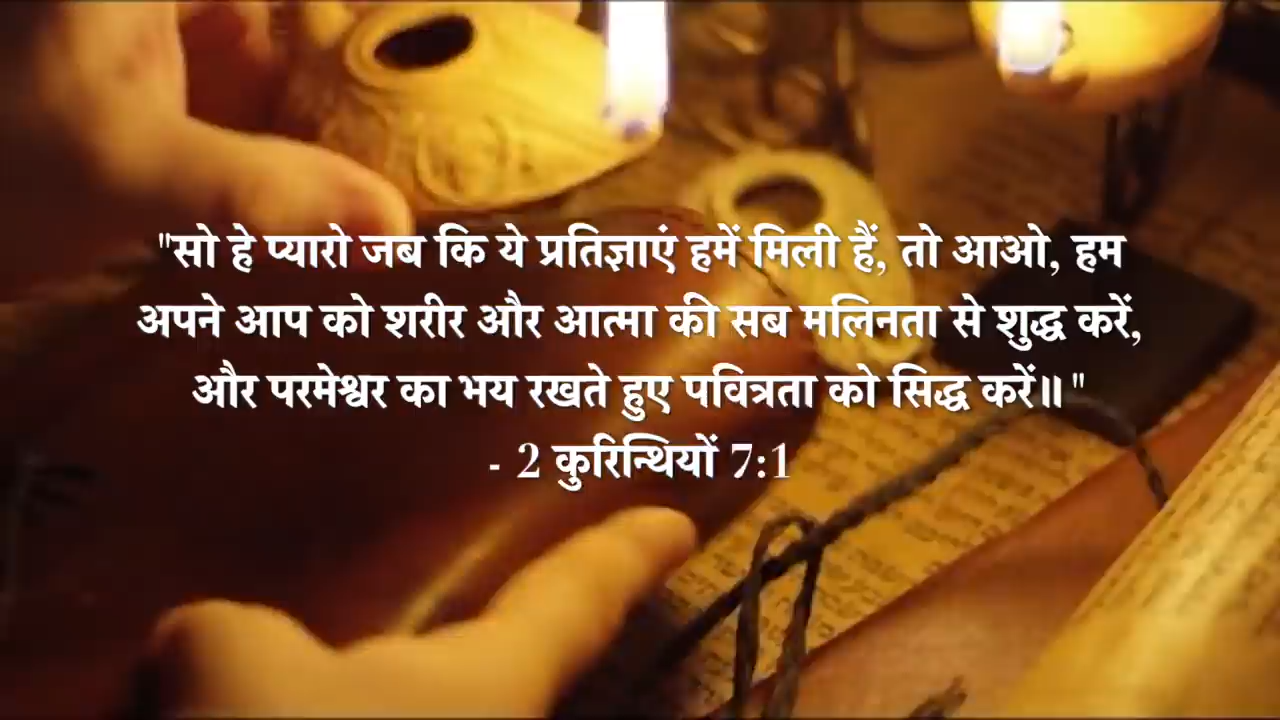 "सो हे प्यारो जब कि ये प्रतिज्ञाएं हमें मिली हैं, तो आओ, हम
अपने आप को शरीर और आत्मा की सब मलिनता से शुद्ध करें,
और परमेश्वर का भय रखते हुए पवित्रता को सिद्ध करें॥ "
- 2 कुरिन्थियों 7:1